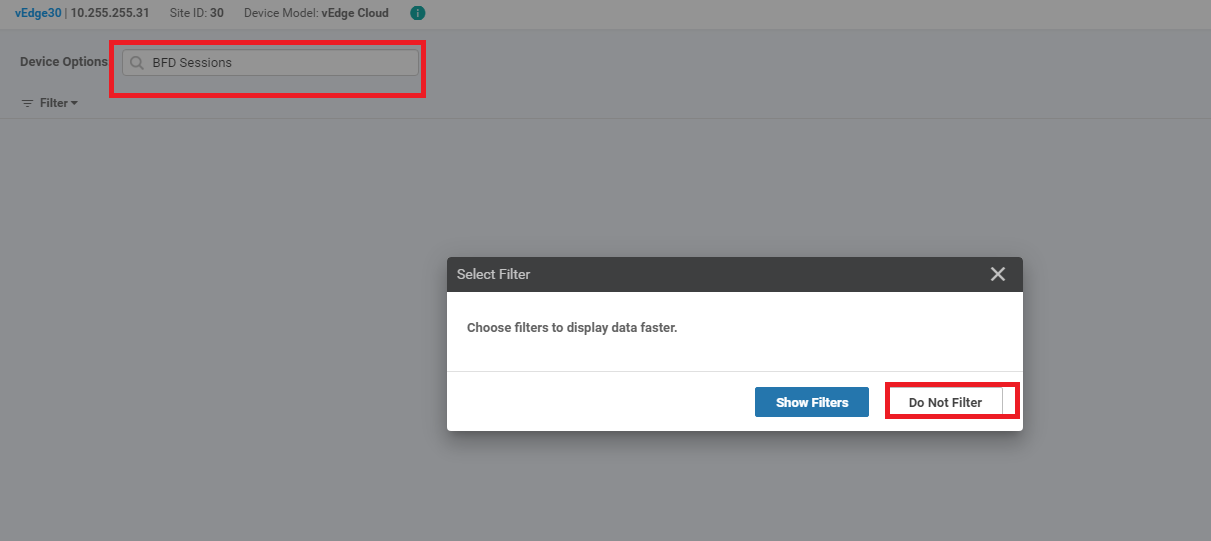 vEdge30 | 10.255.255.31 Site ID: 30 Device Model: vEdge Cloud i
Device Options BFD Sessions
Filter
Select Filter
Choose filters to display data faster.
Show Filters Do Not Filter